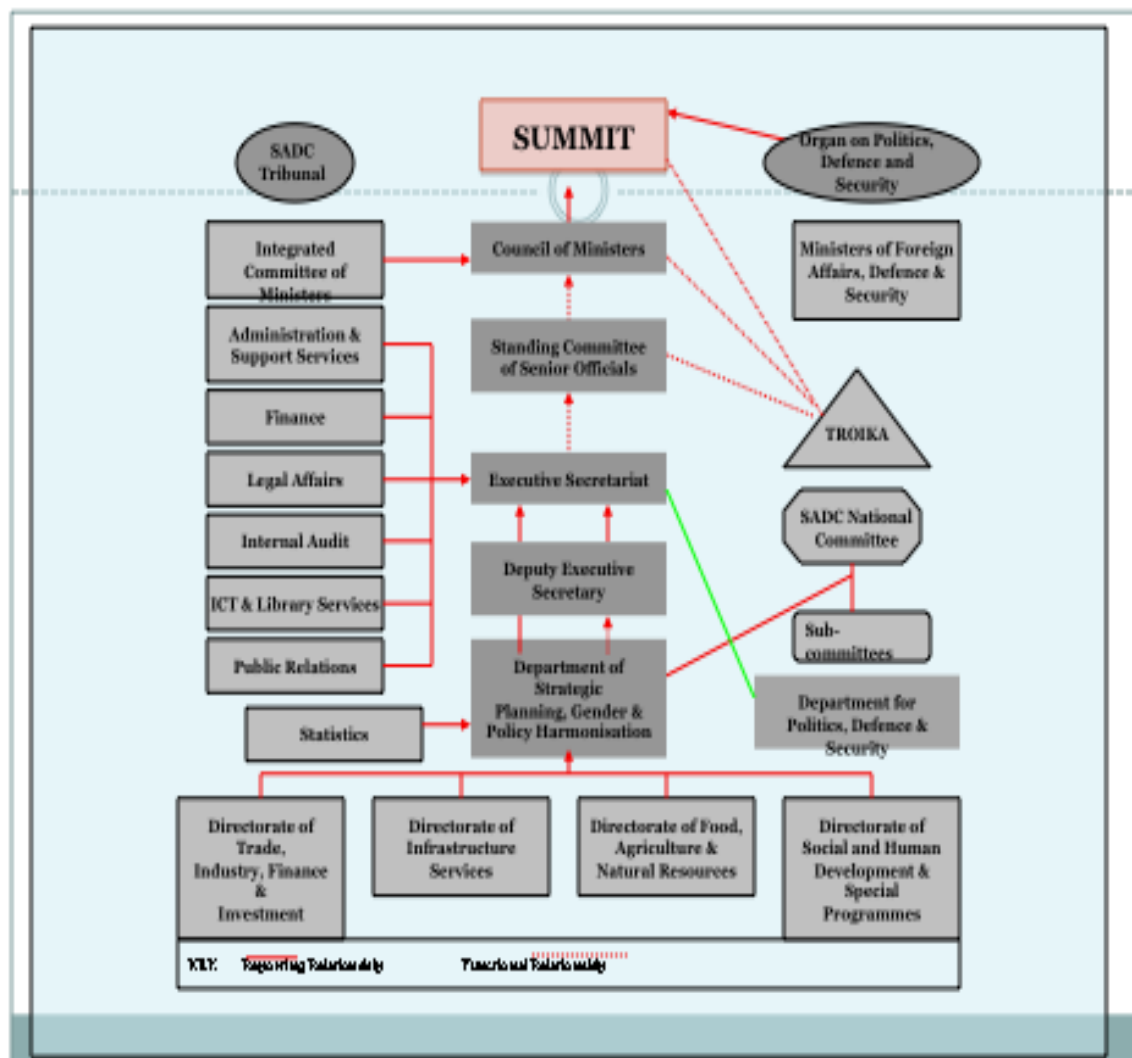 SUMMIT
SADC
Tribunal
Organ on Politics,
Defence and
Security
Integrated
Committee of
Ministers
Council of Ministers
Ministers of Foreign
Affairs, Defence &
Security
Administration &
Support Services
Standing Committee
of Senior Officials
Finance
TROIKA
Legal Affairs
Executive Secretariat
SADC National
Committee
Internal Audit
Deputy Executive
Secretary
ICT & Library Services
Sub-
committees
Public Relations
Department of
Strategic
Planning, Gender &
Policy Harmonisation
Statistics
Department for
Politics, Defence &
Security
Directorate of
Trade,
Industry, Finance
&
Investment
Directorate of
Infrastructure
Services
Directorate of Food,
Agriculture &
Natural Resources
Directorate of
Social and Human
Development &
Special
Programmes
Reporting Relationship
Functional Relationship